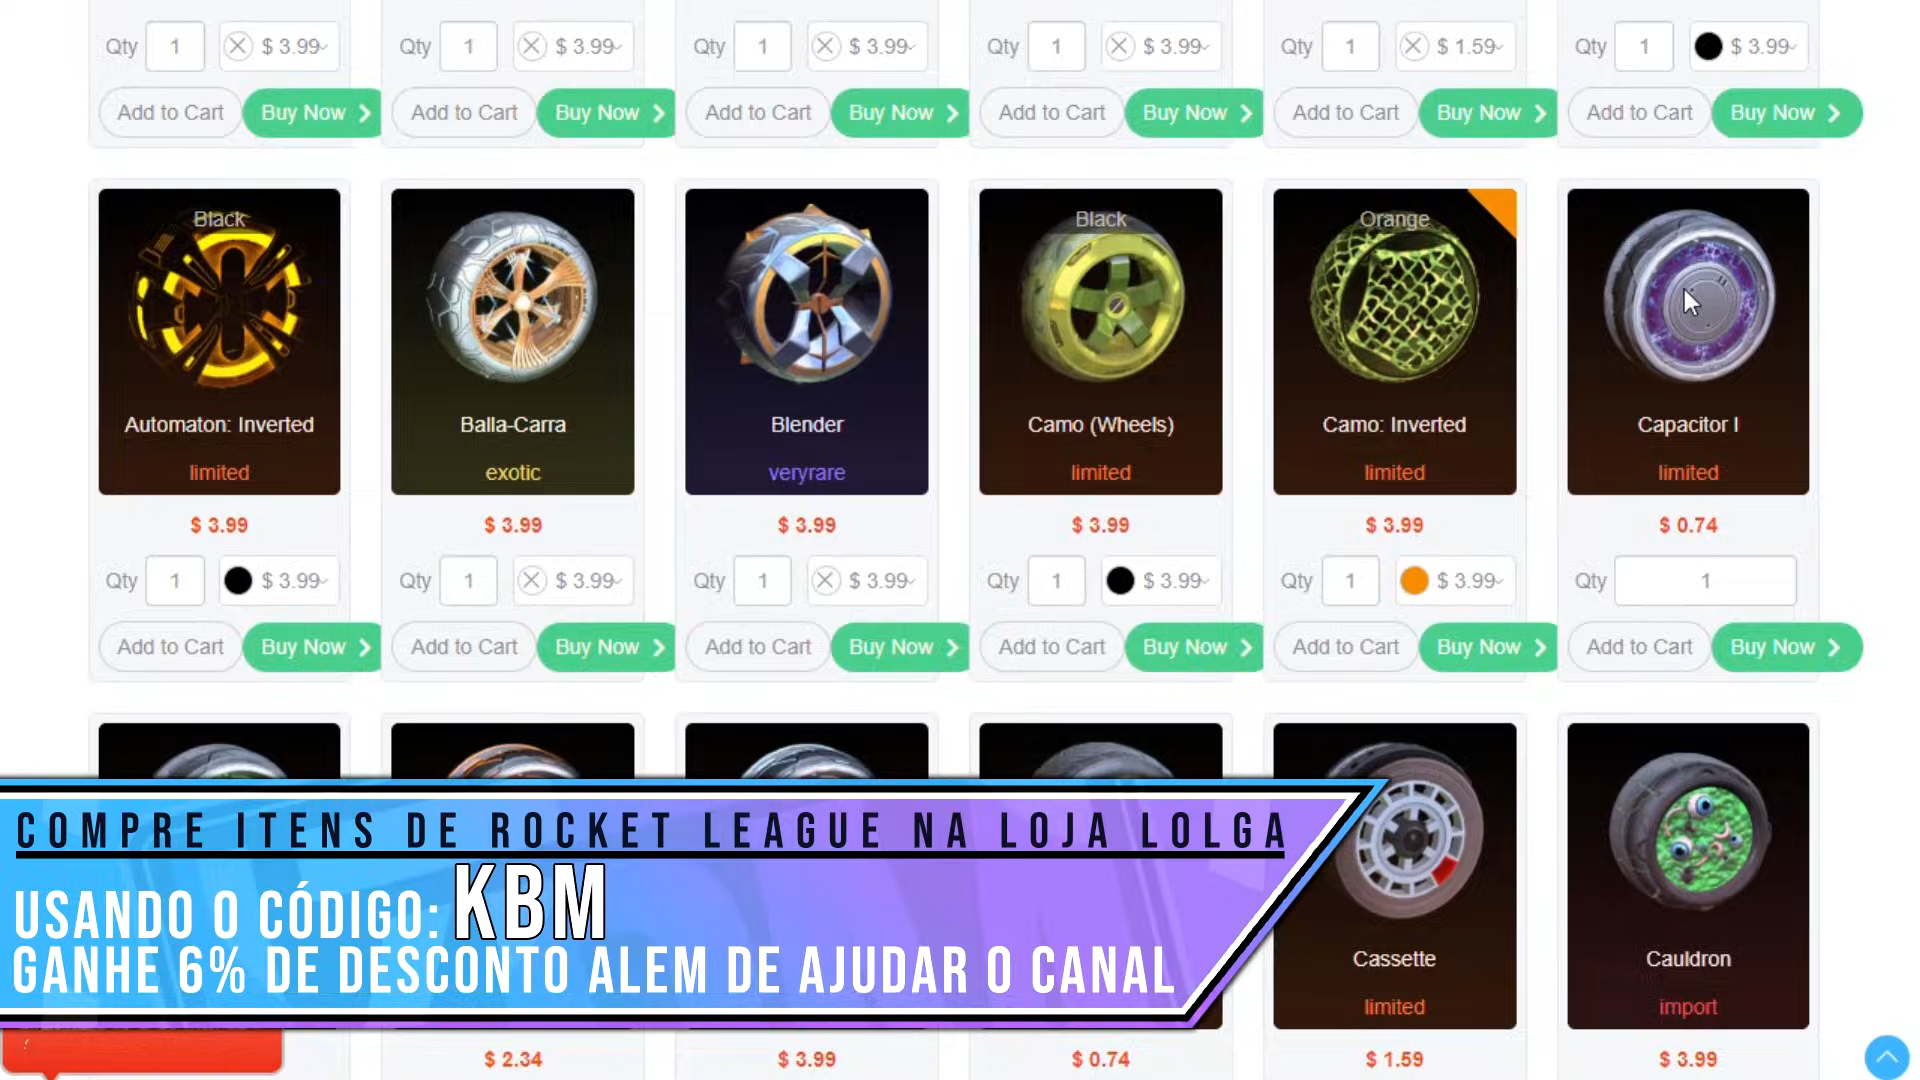 Qty 1 $ 3.99 Qty 1 $ 3.99 Qty 1 $ 3.99 Qty 1 $ 3.99 Qty 1 $ 1.59 Qty 1 $ 3.99
Add to Cart Buy Now Add to Cart Buy Now Add to Cart Buy Now Add to Cart Buy Now Add to Cart Buy Now Add to Cart Buy Now
Black Black Orange
Automaton: Inverted Balla-Carra Blender Camo (Wheels) Camo: Inverted Capacitor I
limited exotic veryrare limited limited limited
$ 3.99 $ 3.99 $ 3.99 $ 3.99 $ 3.99 $ 0.74
Qty 1 $ 3.99 Qty 1 $ 3.99 Qty 1 $ 3.99 Qty 1 $ 3.99 Qty 1 $ 3.99 Qty 1
Add to Cart Buy Now Add to Cart Buy Now Add to Cart Buy Now Add to Cart Buy Now Add to Cart Buy Now Add to Cart Buy Now
COMPRE ITENS DE ROCKET LEAGUE NA LOJA LOLGA
USANDO O CÓDIGO: KBM
GANHE 6% DE DESCONTO ALEM DE AJUDAR O CANAL
Cassette Cauldron
limited import
$ 2.34 $ 3.99 $ 0.74 $ 1.59 $ 3.99